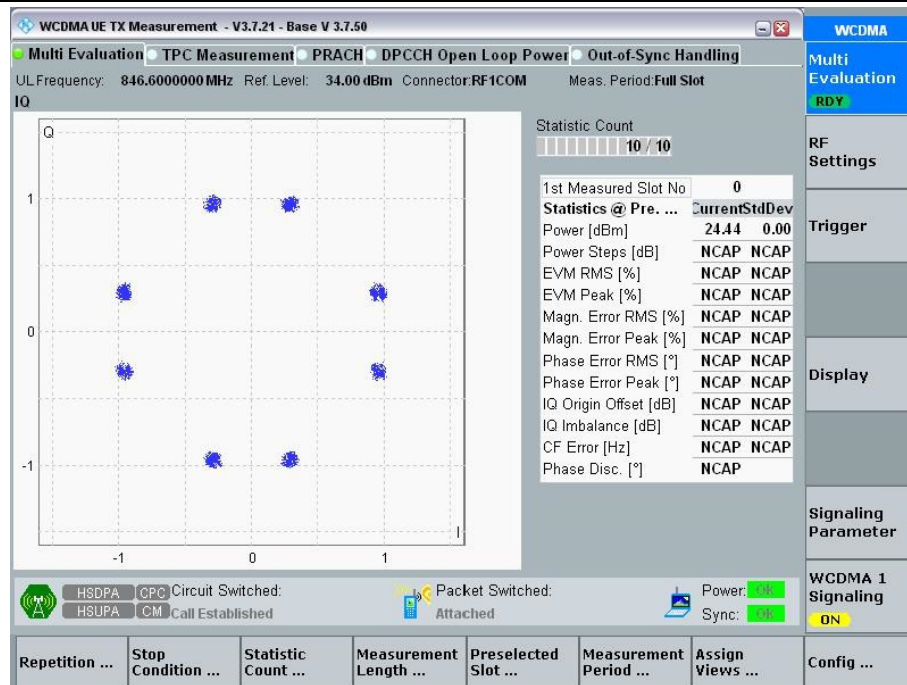 WCDMA UE TX Measurement - V3.7.21 - Base V 3.7.50
WCDMA
Multi Evaluation TPC Measurement PRACH DPCCH Open Loop Power Out-of-Sync Handling
Multi
Evaluation
RDY
UL Frequency: 846.6000000 MHz Ref. Level: 34.00 dBm Connector:RF1COM Meas. Period:Full Slot
IQ
Q
1
0
-1
-1 0 1
I
Statistic Count
10 / 10
1st Measured Slot No 0
Statistics @ Pre. ... Current StdDev
Power [dBm] 24.44 0.00
Power Steps [dB] NCAP NCAP
EVM RMS [%] NCAP NCAP
EVM Peak [%] NCAP NCAP
Magn. Error RMS [%] NCAP NCAP
Magn. Error Peak [%] NCAP NCAP
Phase Error RMS [°] NCAP NCAP
Phase Error Peak [°] NCAP NCAP
IQ Origin Offset [dB] NCAP NCAP
IQ Imbalance [dB] NCAP NCAP
CF Error [Hz] NCAP NCAP
Phase Disc. [°] NCAP
RF
Settings
Trigger
Display
Signaling
Parameter
WCDMA 1
Signaling
ON
HSDPA CPC Circuit Switched: Packet Switched: Power: OK
HSUPA CM Call Established Attached Sync: OK
Repetition ...
Stop
Condition ...
Statistic
Count ...
Measurement
Length ...
Preselected
Slot ...
Measurement
Period ...
Assign
Views ...
Config ...